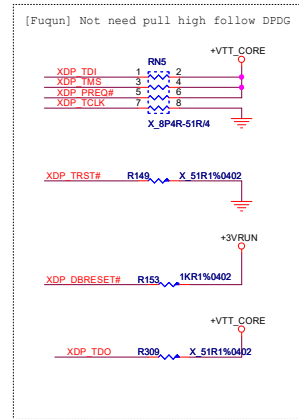 [Fuqun] Not need pull high follow DPDG
+VTT_CORE
RN5
XDP_TDI 1 2
XDP_TMS 3 4
XDP_PREQ# 5 6
XDP_TCLK 7 8
X_8P4R-51R/4
XDP_TRST# R149 X_51R1%0402
+3VRUN
XDP_DBRESET# R153 1KR1%0402
+VTT_CORE
XDP_TDO R309 X_51R1%0402